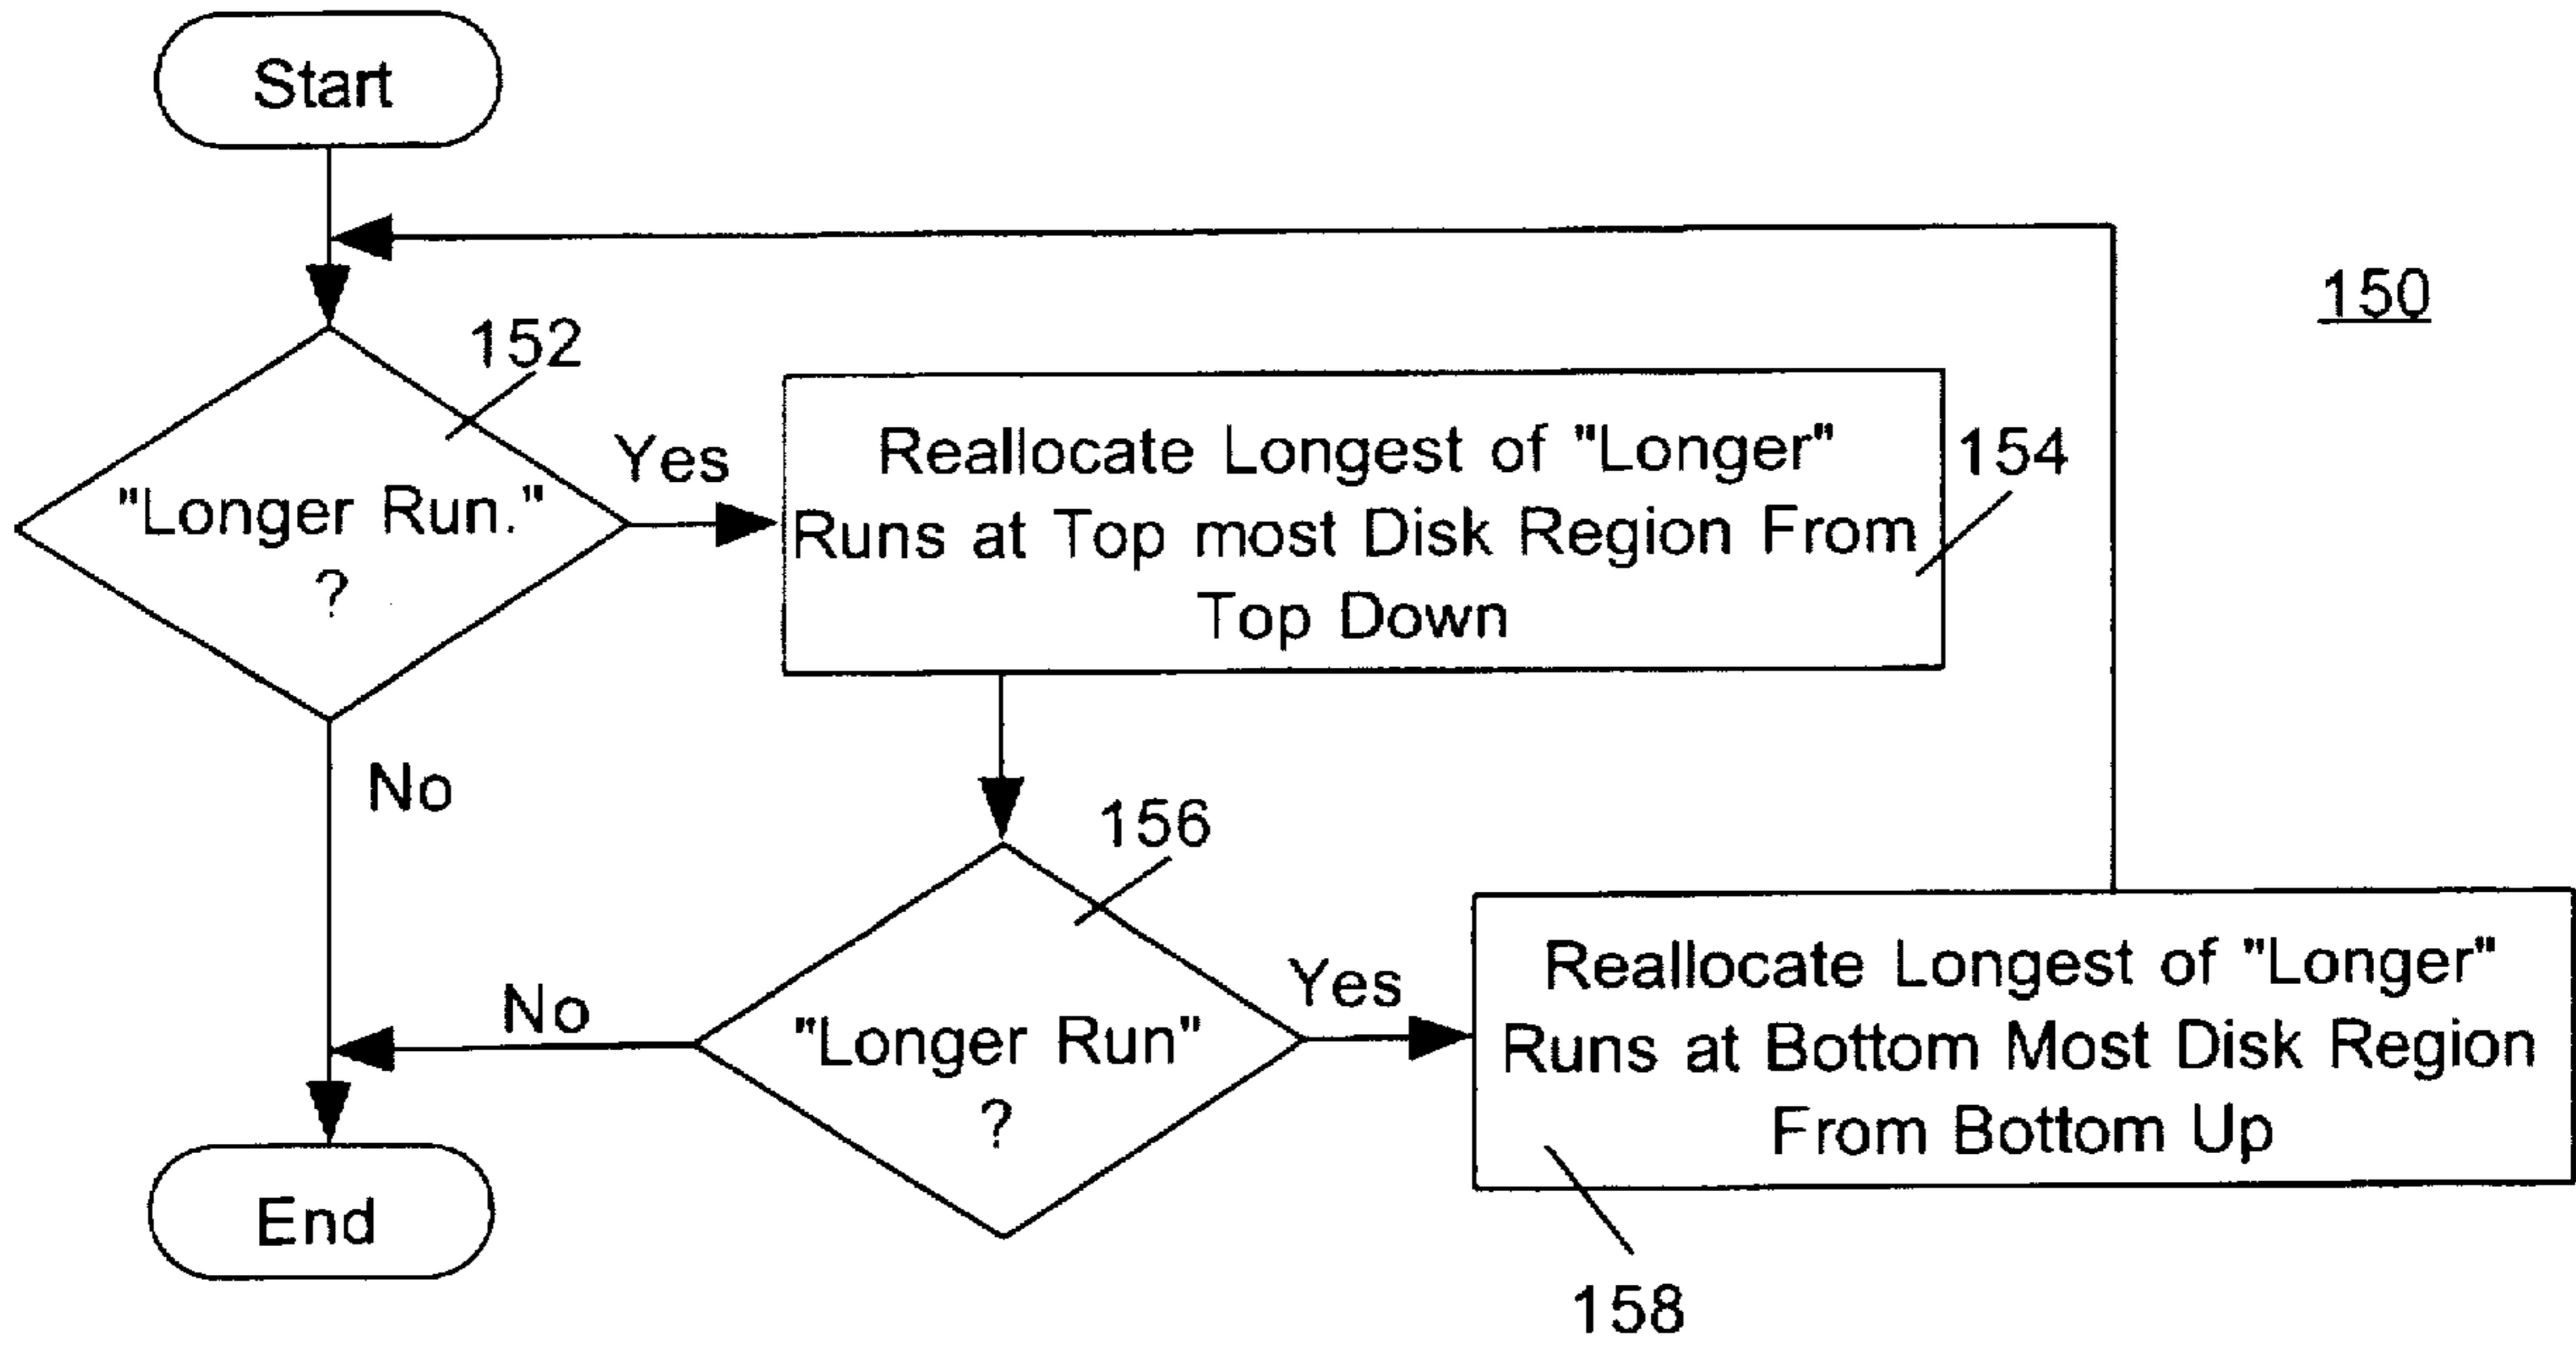 Start
150
152
"Longer Run."
?
Yes
Reallocate Longest of "Longer"
Runs at Top most Disk Region From
Top Down
154
No
156
"Longer Run"
?
No
Yes
Reallocate Longest of "Longer"
Runs at Bottom Most Disk Region
From Bottom Up
158
End